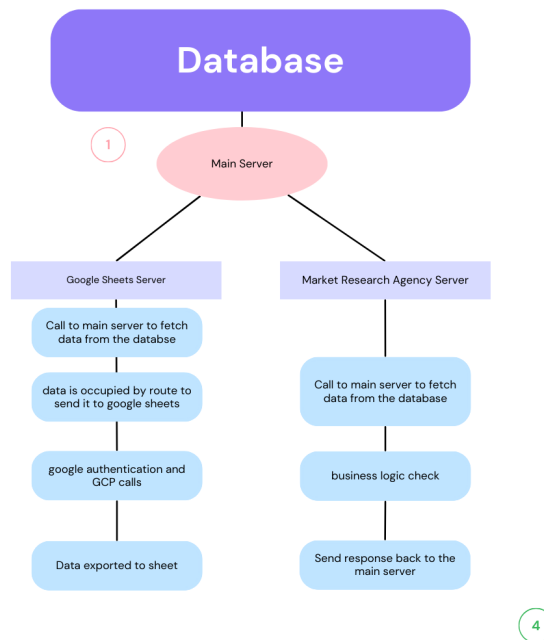 Database
1
Main Server
Google Sheets Server
Market Research Agency Server
Call to main server to fetch
data from the databse
data is occupied by route to
send it to google sheets
google authentication and
GCP calls
Data exported to sheet
Call to main server to fetch
data from the database
business logic check
Send response back to the
main server
4